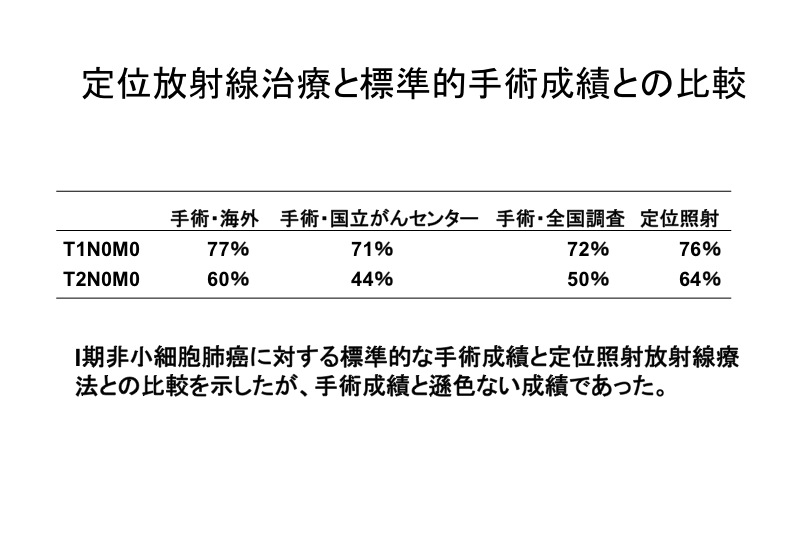 定位放射線治療と標準的手術成績との比較
手術・海外 手術・国立がんセンター 手術・全国調査 定位照射
T1N0M0 77% 71% 72% 76%
T2N0M0 60% 44% 50% 64%
I期非小細胞肺癌に対する標準的な手術成績と定位照射放射線療
法との比較を示したが、手術成績と遜色ない成績であった。